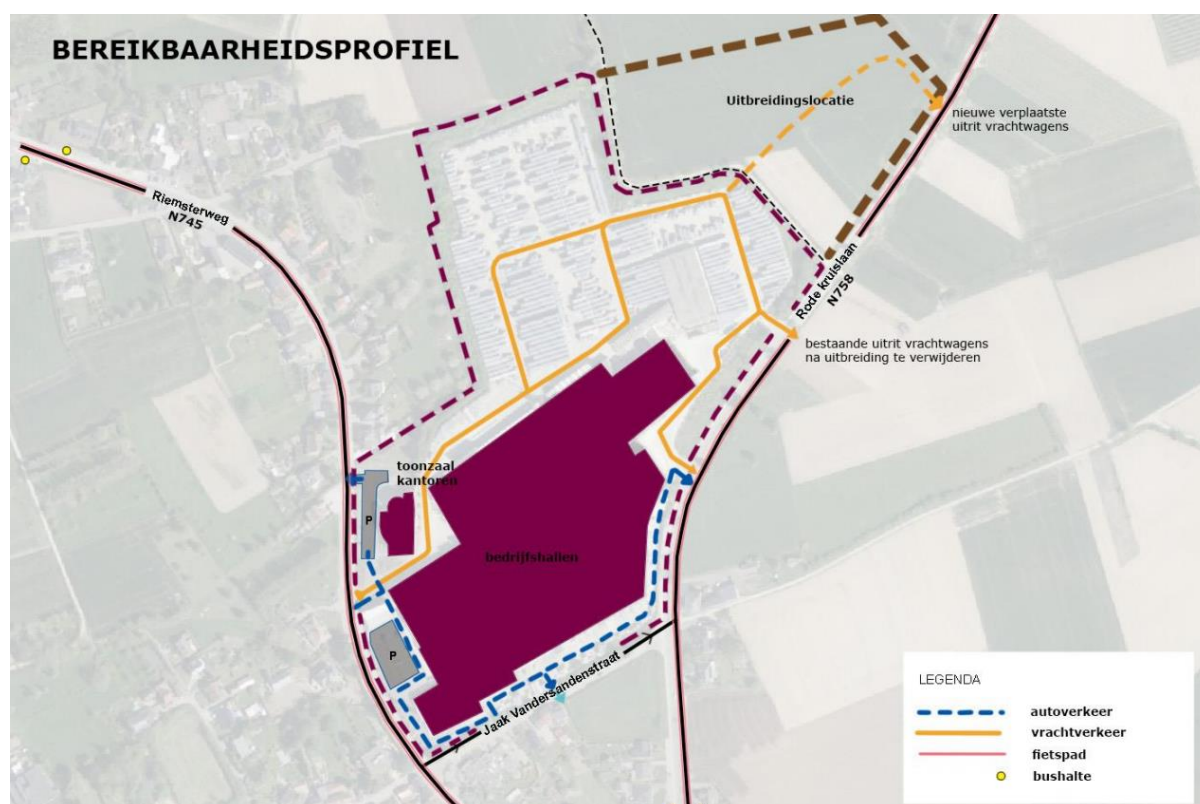 BEREIKBAARHEIDSPROFIEL
Uitbreidingslocatie
nieuwe verplaatste
uitrit vrachtwagens
Riemsterweg
N745
Rode kruislaan
N758
bestaande uitrit vrachtwagens
na uitbreiding te verwijderen
toonzaal
kantoren
P
bedrijfshallen
P
Jaak Vandersandenstraat
LEGENDA
autoverkeer
vrachtverkeer
fietspad
bushalte